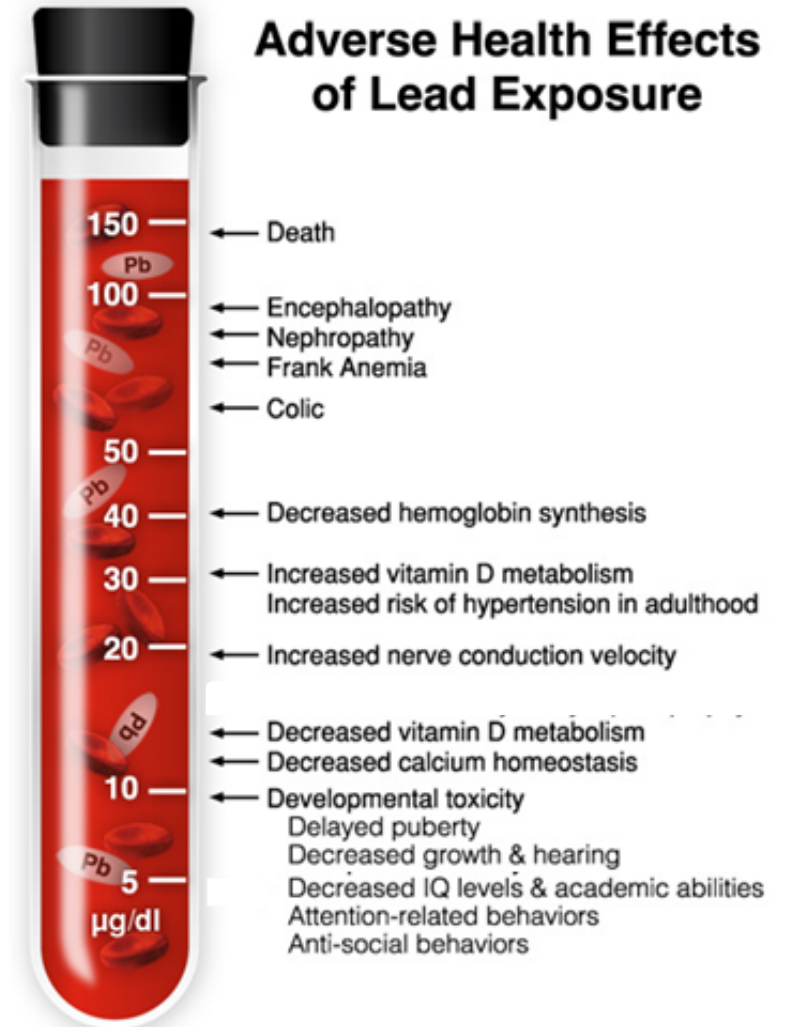 Adverse Health Effects
of Lead Exposure
150
Death
Pb
100
Encephalopathy
Nephropathy
Pb
Frank Anemia
Colic
50
Pb
40
Decreased hemoglobin synthesis
30
Increased vitamin D metabolism
Increased risk of hypertension in adulthood
20
Increased nerve conduction velocity
Pb
Decreased vitamin D metabolism
Decreased calcium homeostasis
10
Developmental toxicity
Delayed puberty
Decreased growth & hearing
Pb
5
Decreased IQ levels & academic abilities
µg/dl
Attention-related behaviors
Anti-social behaviors